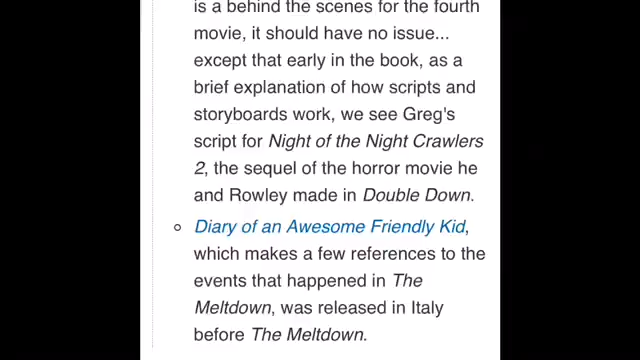 is a behind the scenes for the fourth
movie, it should have no issue...
except that early in the book, as a
brief explanation of how scripts and
storyboards work, we see Greg's
script for Night of the Night Crawlers
2, the sequel of the horror movie he
and Rowley made in Double Down.
Diary of an Awesome Friendly Kid,
which makes a few references to the
events that happened in The
Meltdown, was released in Italy
before The Meltdown.